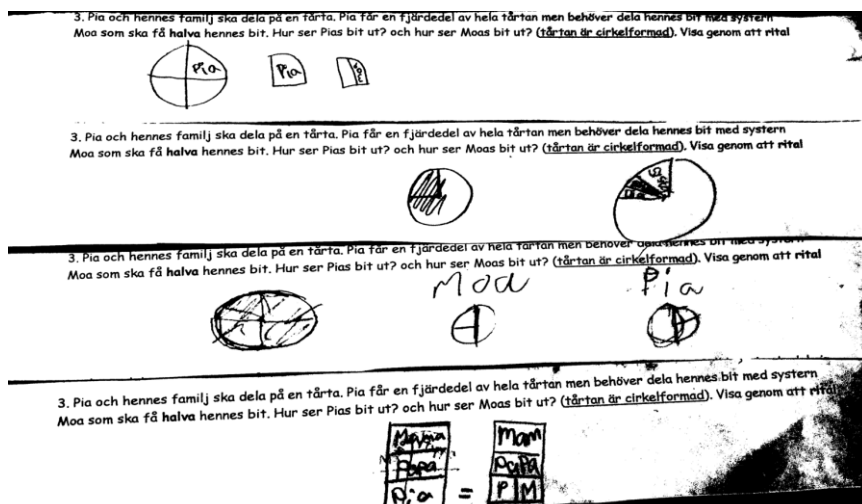 3. Pia och hennes familj ska dela på en tårta. Pia får en fjärdedel av hela tårtan men behöver dela hennes bit med systern
Moa som ska få halva hennes bit. Hur ser Pias bit ut? och hur ser Moas bit ut? (tårtan är cirkelformad). Visa genom att rita!
Pia Pia
3. Pia och hennes familj ska dela på en tårta. Pia får en fjärdedel av hela tårtan men behöver dela hennes bit med systern
Moa som ska få halva hennes bit. Hur ser Pias bit ut? och hur ser Moas bit ut? (tårtan är cirkelformad). Visa genom att rita!
3. Pia och hennes familj ska dela på en tårta. Pia får en fjärdedel av hela tårtan men behöver dela hennes bit med systern
Moa som ska få halva hennes bit. Hur ser Pias bit ut? och hur ser Moas bit ut? (tårtan är cirkelformad). Visa genom att rita!
Moa Pia
3. Pia och hennes familj ska dela på en tårta. Pia får en fjärdedel av hela tårtan men behöver dela hennes bit med systern
Moa som ska få halva hennes bit. Hur ser Pias bit ut? och hur ser Moas bit ut? (tårtan är cirkelformad). Visa genom att rita!
Mam
Papa PaPa
Pia = P M